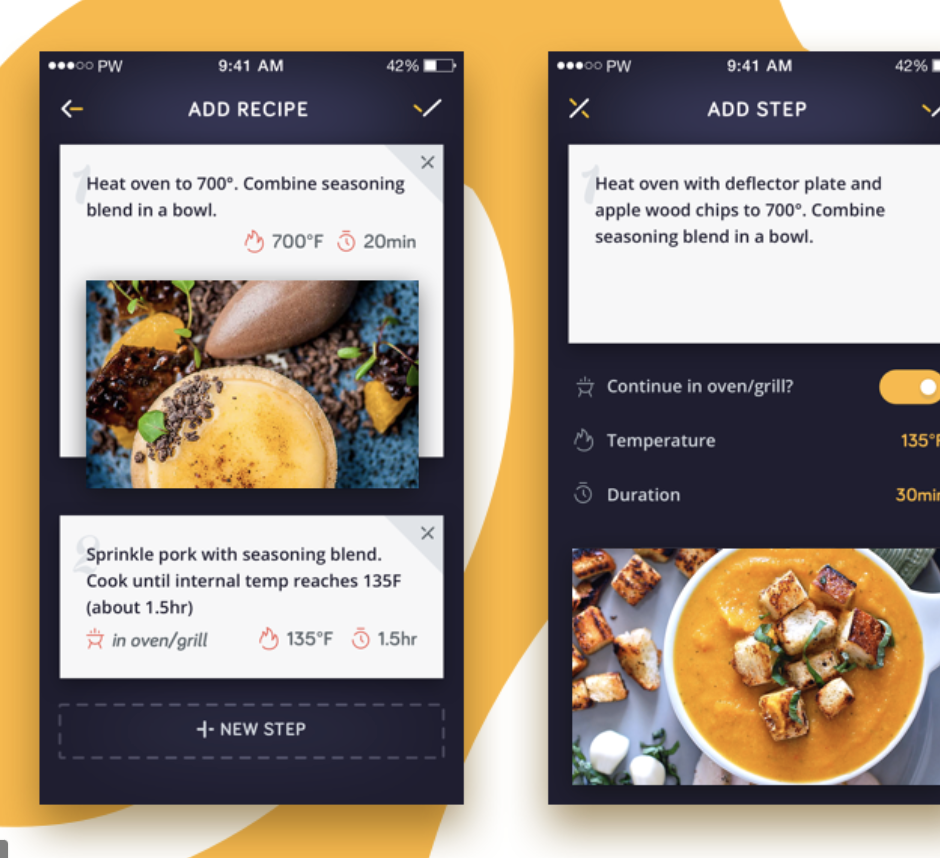 PW 9:41 AM 42%
ADD RECIPE
1
Heat oven to 700°. Combine seasoning
blend in a bowl.
700°F 20min
2
Sprinkle pork with seasoning blend.
Cook until internal temp reaches 135F
(about 1.5hr)
in oven/grill 135°F 1.5hr
NEW STEP
PW 9:41 AM 42%
ADD STEP
1
Heat oven with deflector plate and
apple wood chips to 700°. Combine
seasoning blend in a bowl.
Continue in oven/grill?
Temperature 135°F
Duration 30min